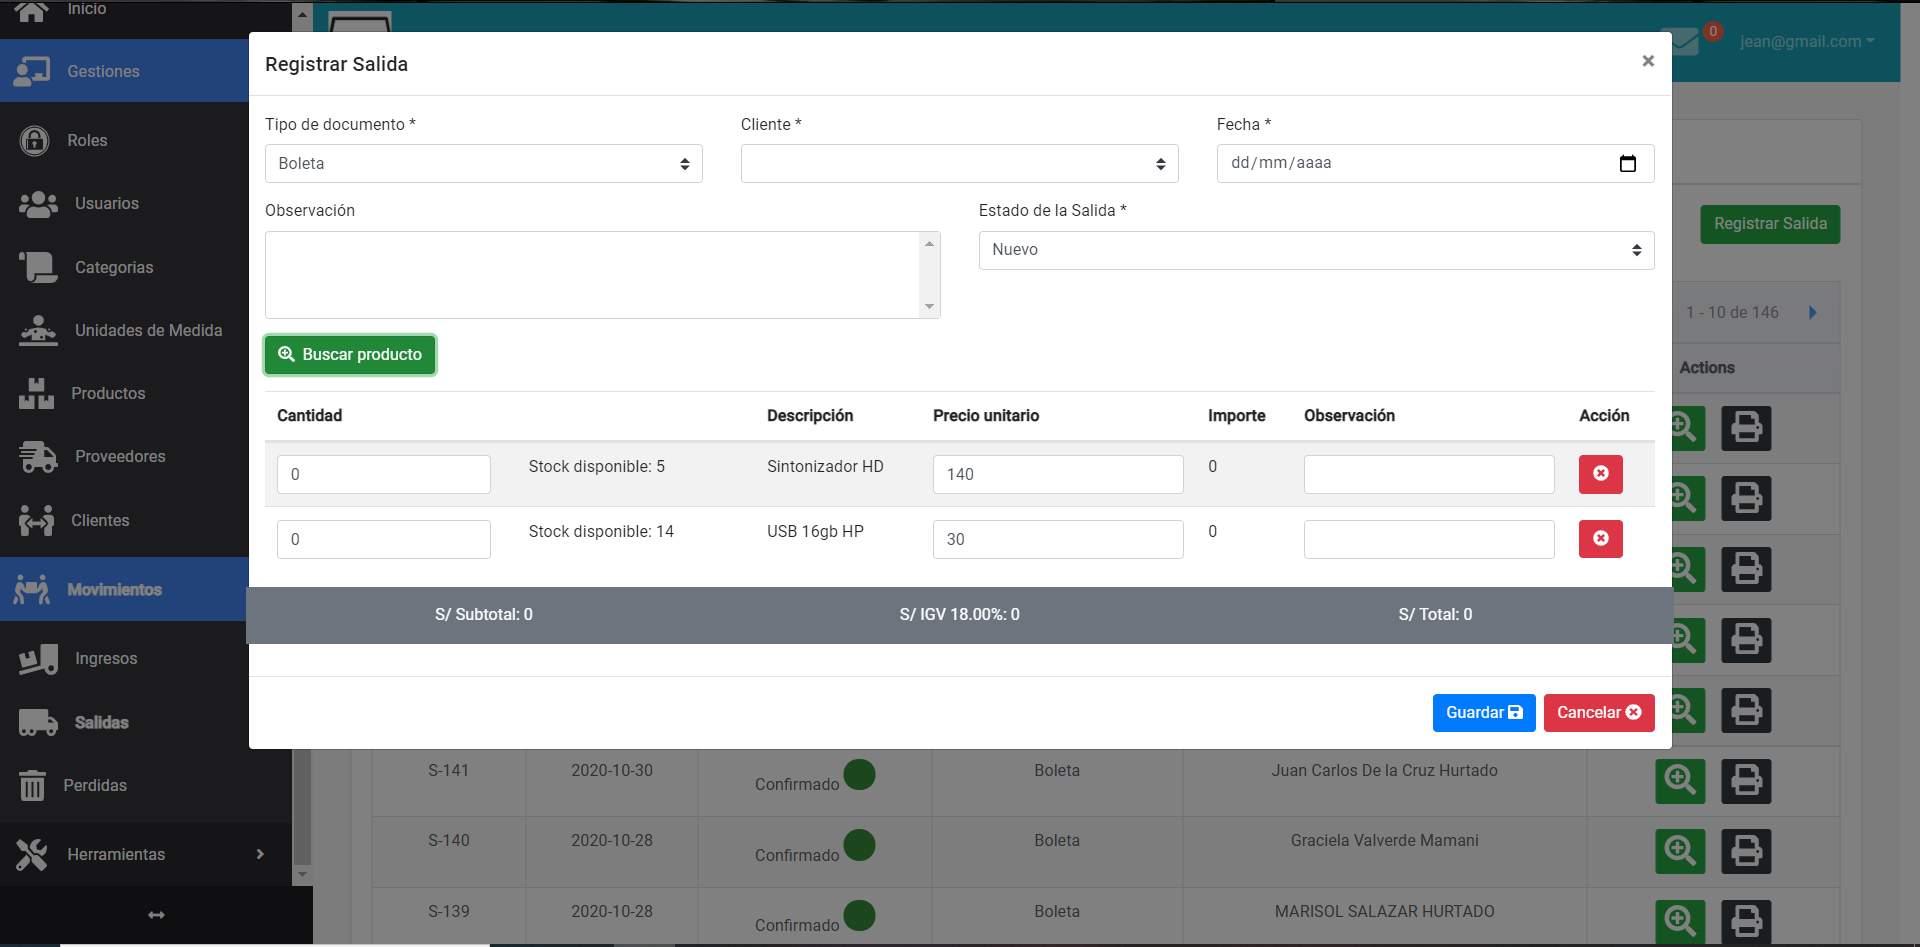 Inicio
Gestiones
Roles
Usuarios
Categorias
Unidades de Medida
Productos
Proveedores
Clientes
Movimientos
Ingresos
Salidas
Perdidas
Herramientas
0
jean@gmail.com
Registrar Salida
×
Tipo de documento *
Cliente *
Fecha *
Boleta
dd/mm/aaaa
Observación
Estado de la Salida *
Nuevo
Registrar Salida
1 - 10 de 146
Actions
Buscar producto
Cantidad Descripción Precio unitario Importe Observación Acción
0 Stock disponible: 5 Sintonizador HD 140 0
0 Stock disponible: 14 USB 16gb HP 30 0
S/ Subtotal: 0 S/ IGV 18.00%: 0 S/ Total: 0
Guardar Cancelar
S-141 2020-10-30 Confirmado Boleta Juan Carlos De la Cruz Hurtado
S-140 2020-10-28 Confirmado Boleta Graciela Valverde Mamani
S-139 2020-10-28 Confirmado Boleta MARISOL SALAZAR HURTADO